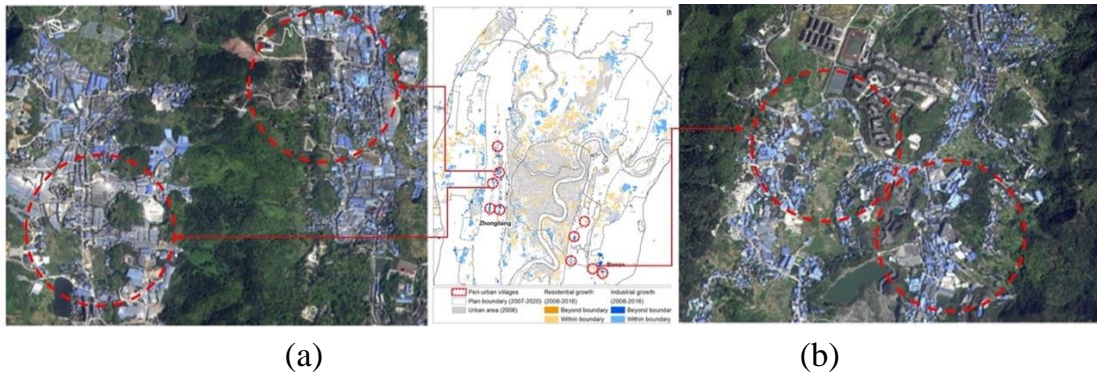 Zhongliang
Banan
Peri-urban villages
Plan boundary (2007-2020)
Urban area (2006)
Residential growth
(2006-2016)
Beyond boundary
Within boundary
Industrial growth
(2006-2016)
Beyond boundar
Within boundary
(a)
(b)